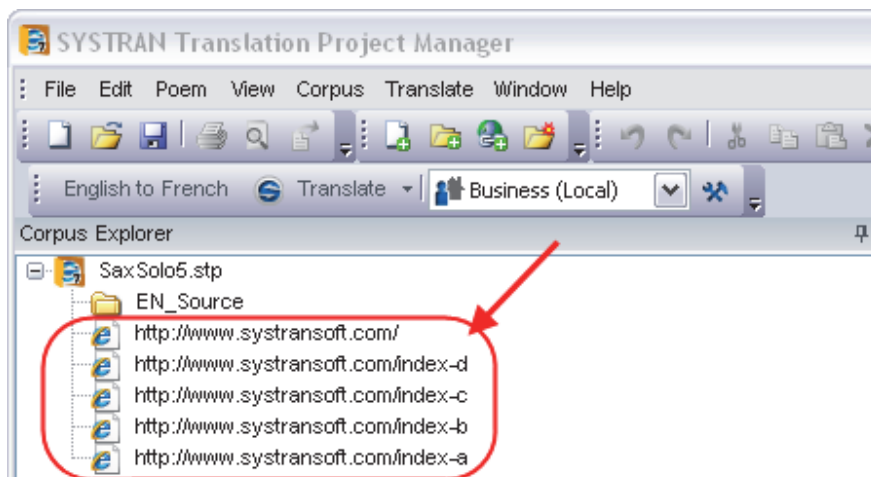 SYSTRAN Translation Project Manager
File Edit Poem View Corpus Translate Window Help
English to French Translate Business (Local)
Corpus Explorer
SaxSolo5.stp
EN_Source
http://www.systransoft.com/
http://www.systransoft.com/index-d
http://www.systransoft.com/index-c
http://www.systransoft.com/index-b
http://www.systransoft.com/index-a